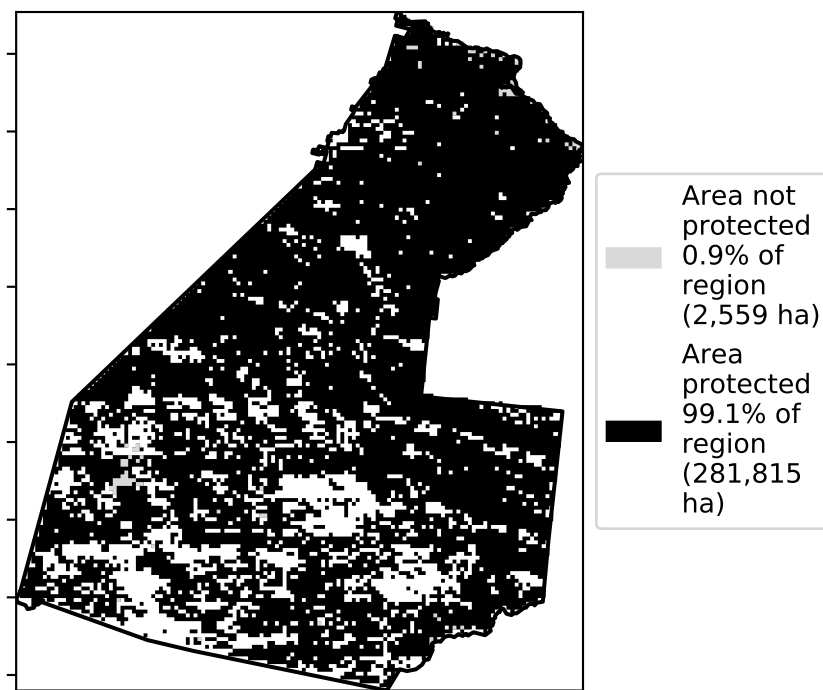 Area not
protected
0.9% of
region
(2,559 ha)
Area
protected
99.1% of
region
(281,815
ha)